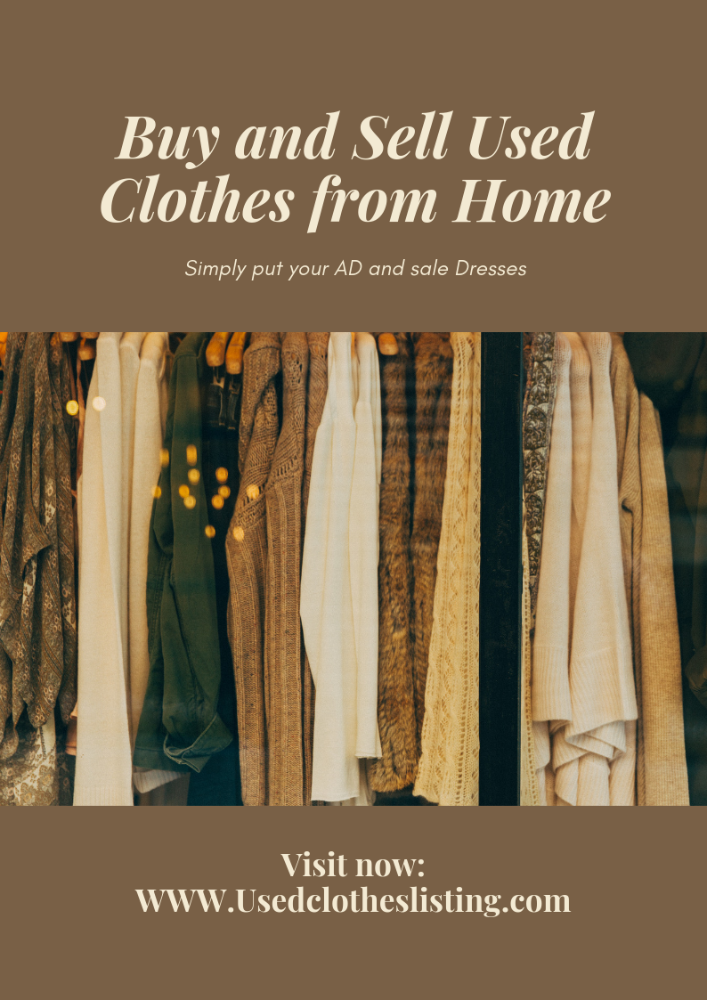 Buy and Sell Used
Clothes from Home
Simply put your AD and sale Dresses
Visit now:
WWW.Usedclotheslisting.com